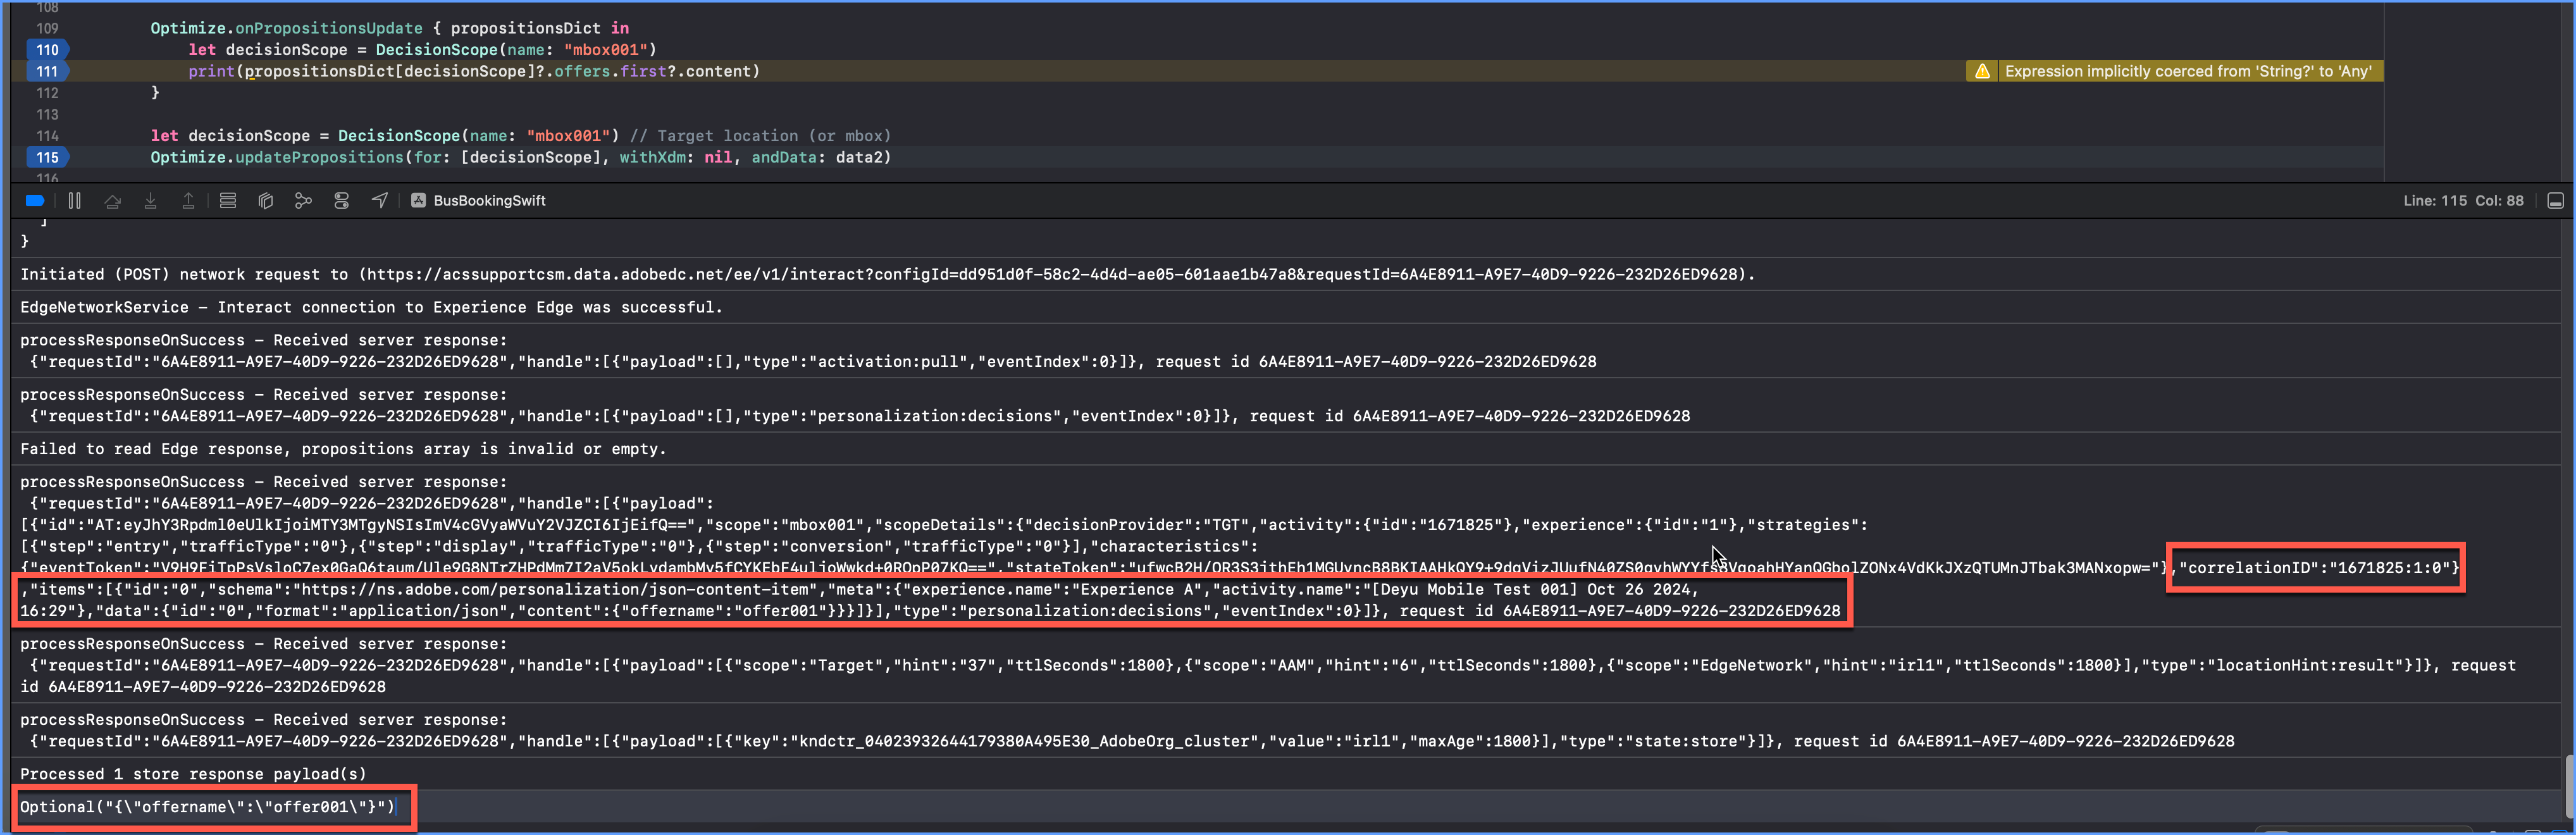 108
109 Optimize.onPropositionsUpdate { propositionsDict in
110 let decisionScope = DecisionScope(name: "mbox001")
111 print(propositionsDict[decisionScope]?.offers.first?.content) Expression implicitly coerced from 'String?' to 'Any'
112 }
113
114 let decisionScope = DecisionScope(name: "mbox001") // Target location (or mbox)
115 Optimize.updatePropositions(for: [decisionScope], withXdm: nil, andData: data2)
116
BusBookingSwift Line: 115 Col: 88
]
}
Initiated (POST) network request to (https://acssupportcsm.data.adobedc.net/ee/v1/interact?configId=dd951d0f-58c2-4d4d-ae05-601aae1b47a8&requestId=6A4E8911-A9E7-40D9-9226-232D26ED9628).
EdgeNetworkService – Interact connection to Experience Edge was successful.
processResponseOnSuccess – Received server response:
{"requestId":"6A4E8911-A9E7-40D9-9226-232D26ED9628","handle":[{"payload":[],"type":"activation:pull","eventIndex":0}]}, request id 6A4E8911-A9E7-40D9-9226-232D26ED9628
processResponseOnSuccess – Received server response:
{"requestId":"6A4E8911-A9E7-40D9-9226-232D26ED9628","handle":[{"payload":[],"type":"personalization:decisions","eventIndex":0}]}, request id 6A4E8911-A9E7-40D9-9226-232D26ED9628
Failed to read Edge response, propositions array is invalid or empty.
processResponseOnSuccess – Received server response:
{"requestId":"6A4E8911-A9E7-40D9-9226-232D26ED9628","handle":[{"payload":
[{"id":"AT:eyJhY3Rpdml0eUlkIjoiMTY3MTgyNSIsImV4cGVyaWVuY2VJZCI6IjEifQ==","scope":"mbox001","scopeDetails":{"decisionProvider":"TGT","activity":{"id":"1671825"},"experience":{"id":"1"},"strategies":
[{"step":"entry","trafficType":"0"},{"step":"display","trafficType":"0"},{"step":"conversion","trafficType":"0"}],"characteristics":
{"eventToken": "stateToken": ,"correlationID":"1671825:1:0"}
,"items":[{"id":"0","schema":"https://ns.adobe.com/personalization/json-content-item","meta":{"experience.name":"Experience A","activity.name":"[Deyu Mobile Test 001] Oct 26 2024,
16:29"},"data":{"id":"0","format":"application/json","content":{"offername":"offer001"}}}]}],"type":"personalization:decisions","eventIndex":0}]}, request id 6A4E8911-A9E7-40D9-9226-232D26ED9628
processResponseOnSuccess – Received server response:
{"requestId":"6A4E8911-A9E7-40D9-9226-232D26ED9628","handle":[{"payload":[{"scope":"Target","hint":"37","ttlSeconds":1800},{"scope":"AAM","hint":"6","ttlSeconds":1800},{"scope":"EdgeNetwork","hint":"irl1","ttlSeconds":1800}],"type":"locationHint:result"}]}, request
id 6A4E8911-A9E7-40D9-9226-232D26ED9628
processResponseOnSuccess – Received server response:
{"requestId":"6A4E8911-A9E7-40D9-9226-232D26ED9628","handle":[{"payload":[{"key":"kndctr_04023932644179380A495E30_AdobeOrg_cluster","value":"irl1","maxAge":1800}],"type":"state:store"}]}, request id 6A4E8911-A9E7-40D9-9226-232D26ED9628
Processed 1 store response payload(s)
Optional("{\"offername\":\"offer001\"}")